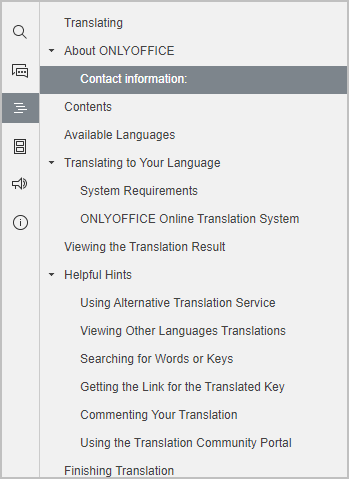 Translating
About ONLYOFFICE
Contact information:
Contents
Available Languages
Translating to Your Language
System Requirements
ONLYOFFICE Online Translation System
Viewing the Translation Result
Helpful Hints
Using Alternative Translation Service
Viewing Other Languages Translations
Searching for Words or Keys
Getting the Link for the Translated Key
Commenting Your Translation
Using the Translation Community Portal
Finishing Translation